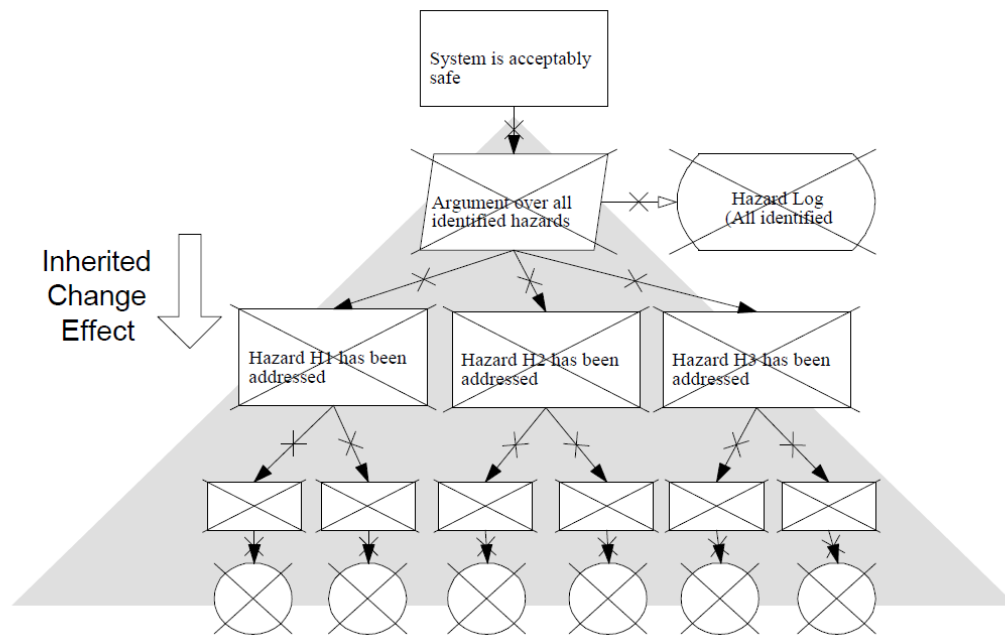 System is acceptably
safe
Argument over all
identified hazards
Hazard Log
(All identified
Inherited
Change
Effect
Hazard H1 has been
addressed
Hazard H2 has been
addressed
Hazard H3 has been
addressed